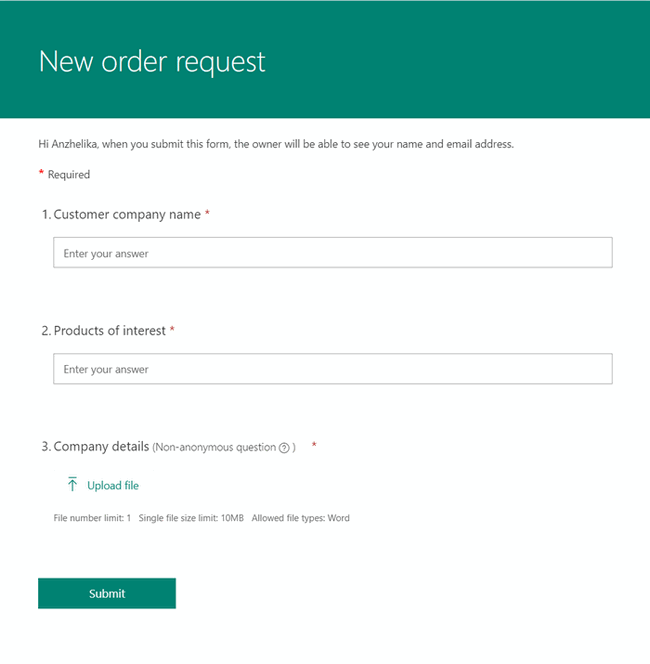 New order request
Hi Anzhelika, when you submit this form, the owner will be able to see your name and email address.
* Required
1. Customer company name *
Enter your answer
2. Products of interest *
Enter your answer
3. Company details (Non-anonymous question ?) *
Upload file
File number limit: 1 Single file size limit: 10MB Allowed file types: Word
Submit